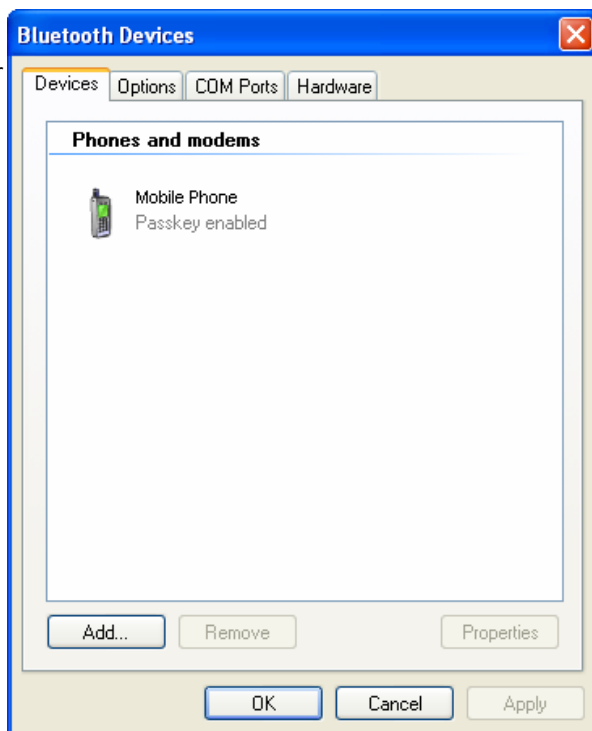 Bluetooth Devices
Devices Options COM Ports Hardware
Phones and modems
Mobile Phone
Passkey enabled
Add... Remove Properties
OK Cancel Apply